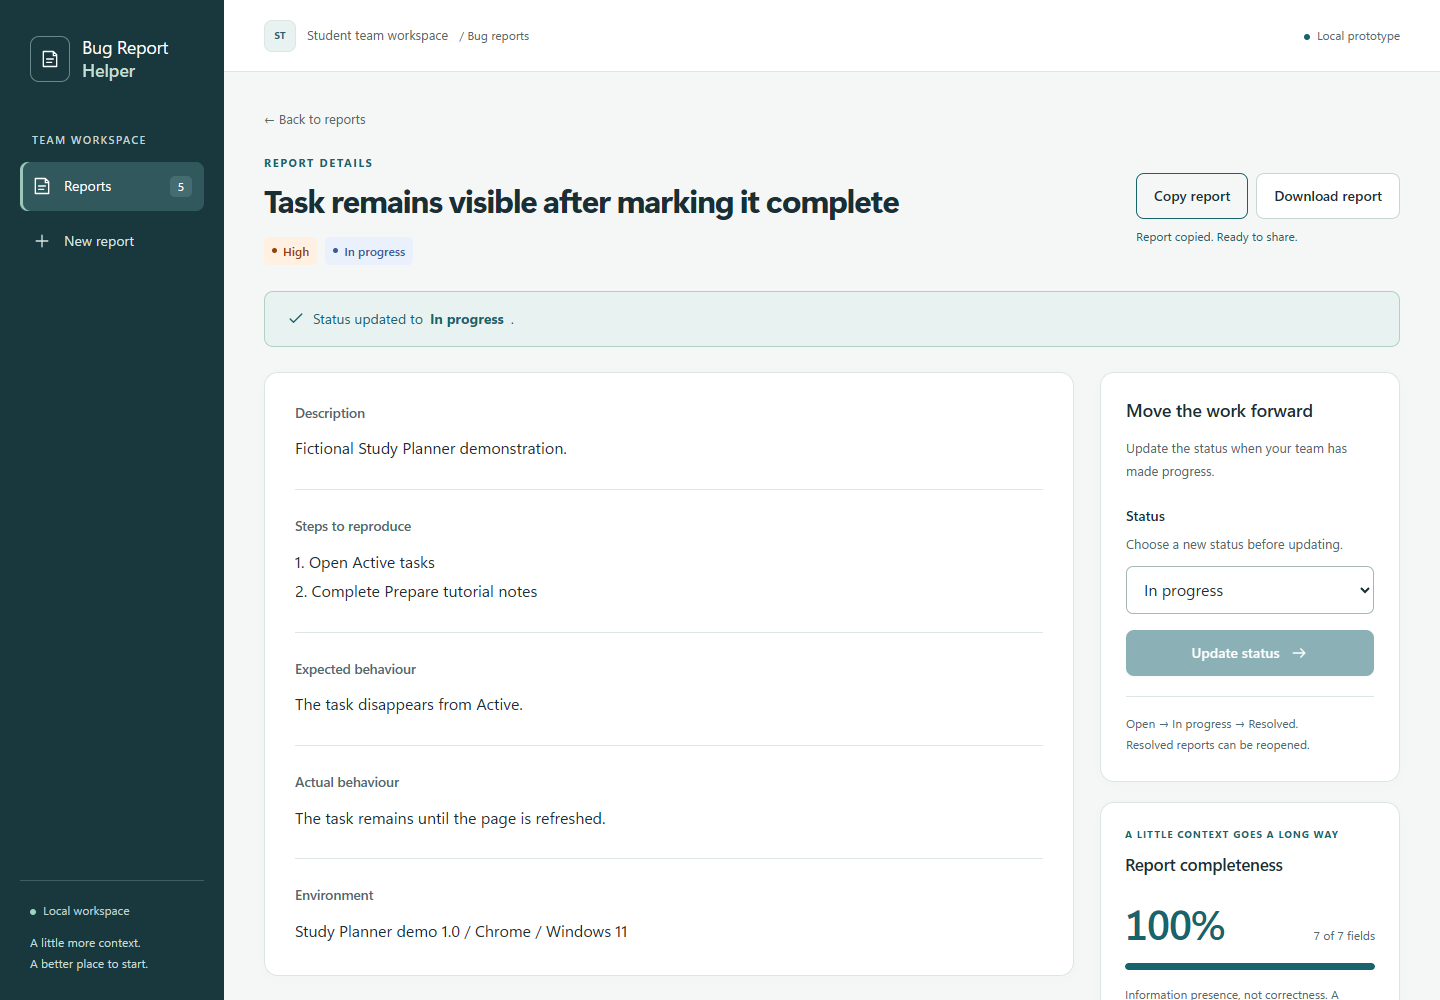 Bug Report
Helper
TEAM WORKSPACE
Reports 5
New report
Local workspace
A little more context.
A better place to start.
ST Student team workspace / Bug reports
Local prototype
← Back to reports
REPORT DETAILS
Task remains visible after marking it complete
High In progress
Copy report Download report
Report copied. Ready to share.
Status updated to In progress .
Description
Fictional Study Planner demonstration.
Steps to reproduce
1. Open Active tasks
2. Complete Prepare tutorial notes
Expected behaviour
The task disappears from Active.
Actual behaviour
The task remains until the page is refreshed.
Environment
Study Planner demo 1.0 / Chrome / Windows 11
Move the work forward
Update the status when your team has
made progress.
Status
Choose a new status before updating.
In progress
Update status →
Open → In progress → Resolved.
Resolved reports can be reopened.
A LITTLE CONTEXT GOES A LONG WAY
Report completeness
100% 7 of 7 fields
Information presence, not correctness. A